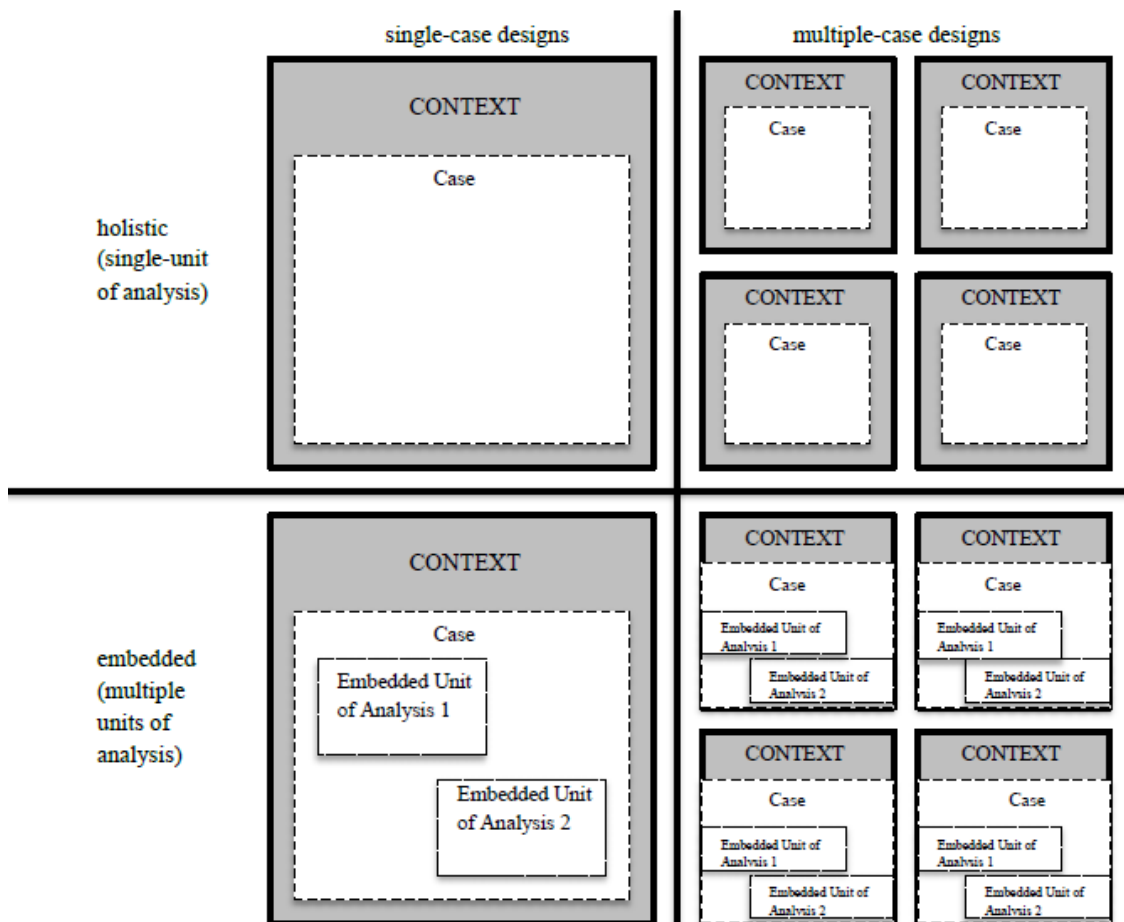 single-case designs
multiple-case designs
CONTEXT
Case
CONTEXT
Case
CONTEXT
Case
CONTEXT
Case
CONTEXT
Case
holistic
(single-unit
of analysis)
CONTEXT
Case
Embedded Unit
of Analysis 1
Embedded Unit
of Analysis 2
CONTEXT
Case
Embedded Unit of
Analysis 1
Embedded Unit of
Analysis 2
CONTEXT
Case
Embedded Unit of
Analysis 1
Embedded Unit of
Analysis 2
embedded
(multiple
units of
analysis)
CONTEXT
Case
Embedded Unit of
Analysis 1
Embedded Unit of
Analysis 2
CONTEXT
Case
Embedded Unit of
Analysis 1
Embedded Unit of
Analysis 2